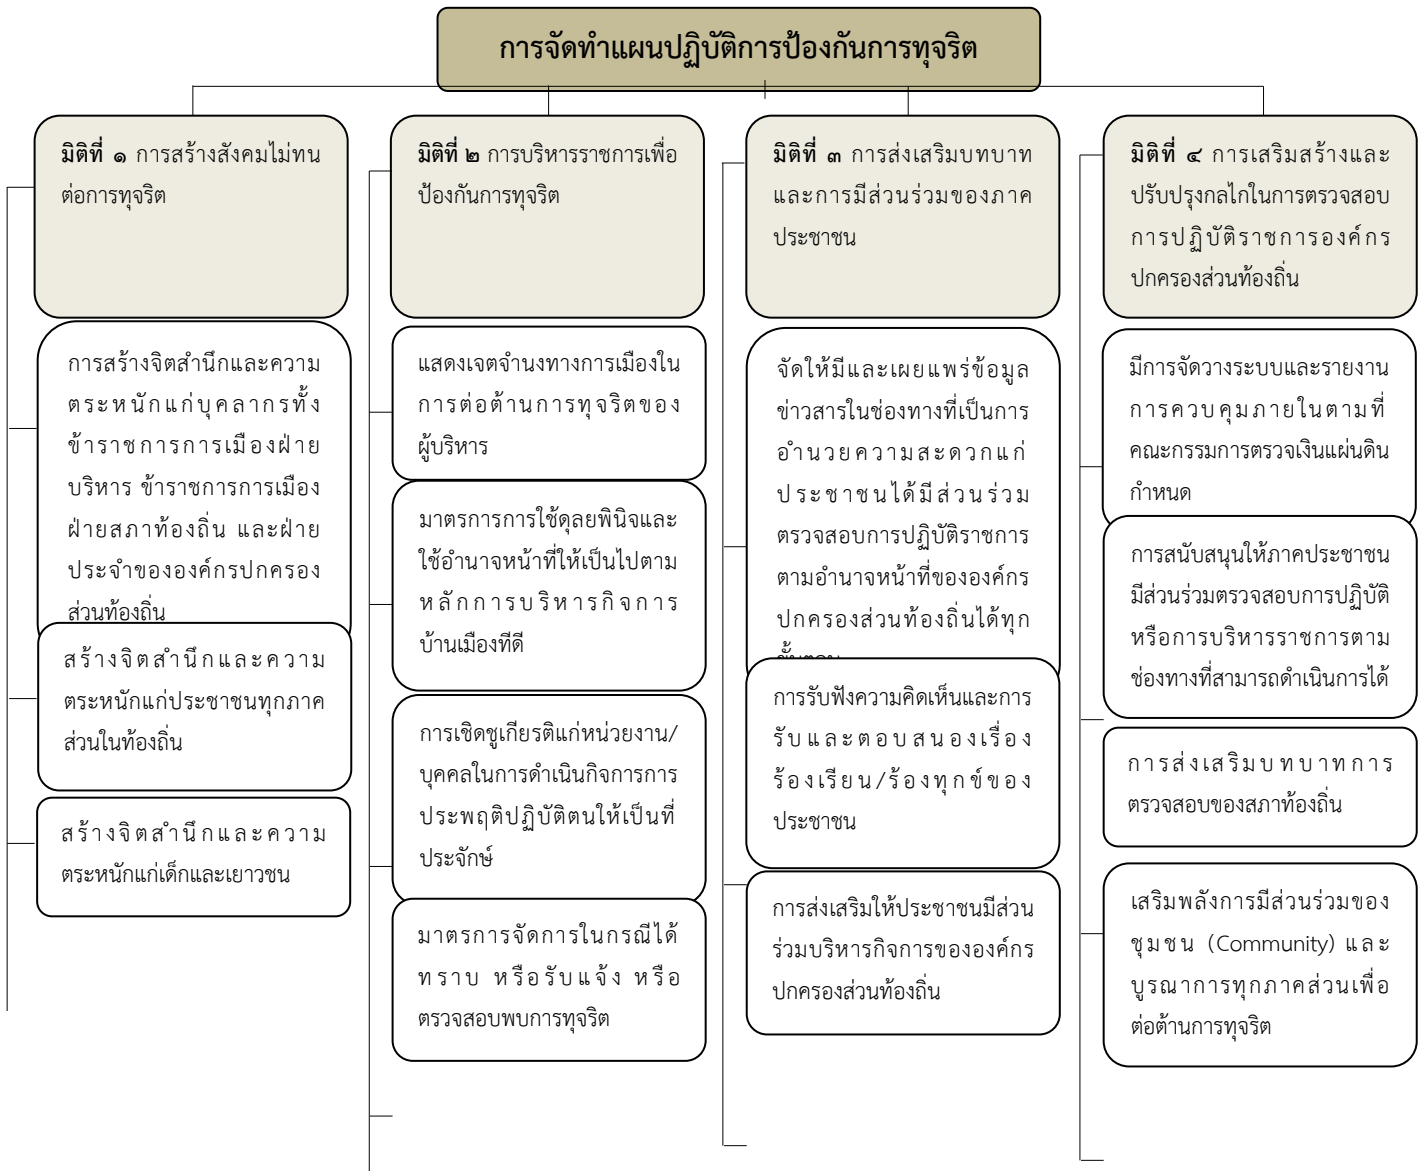 การจัดทำแผนปฏิบัติการป้องกันการทุจริต
มิติที่ ๑ การสร้างสังคมไม่ทน
ต่อการทุจริต
การสร้างจิตสำนึกและความ
ตระหนักแก่บุคลากรทั้ง
ข้าราชการการเมืองฝ่าย
บริหาร ข้าราชการการเมือง
ฝ่ายสภาท้องถิ่น และฝ่าย
ประจำขององค์กรปกครอง
ส่วนท้องถิ่น
สร้างจิตสำนึกและความ
ตระหนักแก่ประชาชนทุกภาค
ส่วนในท้องถิ่น
สร้างจิตสำนึกและความ
ตระหนักแก่เด็กและเยาวชน
มิติที่ ๒ การบริหารราชการเพื่อ
ป้องกันการทุจริต
แสดงเจตจำนงทางการเมืองใน
การต่อต้านการทุจริตของ
ผู้บริหาร
มาตรการการใช้ดุลยพินิจและ
ใช้อำนาจหน้าที่ให้เป็นไปตาม
หลักการบริหารกิจการ
บ้านเมืองทีดี
การเชิดชูเกียรติแก่หน่วยงาน/
บุคคลในการดำเนินกิจการการ
ประพฤติปฏิบัติตนให้เป็นที่
ประจักษ์
มาตรการจัดการในกรณีได้
ทราบ หรือรับแจ้ง หรือ
ตรวจสอบพบการทุจริต
มิติที่ ๓ การส่งเสริมบทบาท
และการมีส่วนร่วมของภาค
ประชาชน
จัดให้มีและเผยแพร่ข้อมูล
ข่าวสารในช่องทางที่เป็นการ
อำนวยความสะดวกแก่
ประชาชนได้มีส่วนร่วม
ตรวจสอบการปฏิบัติราชการ
ตามอำนาจหน้าที่ขององค์กร
ปกครองส่วนท้องถิ่นได้ทุก
การรับฟังความคิดเห็นและการ
รับและตอบสนองเรื่อง
ร้องเรียน/ร้องทุกข์ของ
ประชาชน
การส่งเสริมให้ประชาชนมีส่วน
ร่วมบริหารกิจการขององค์กร
ปกครองส่วนท้องถิ่น
มิติที่ ๔ การเสริมสร้างและ
ปรับปรุงกลไกในการตรวจสอบ
การปฏิบัติราชการองค์กร
ปกครองส่วนท้องถิ่น
มีการจัดวางระบบและรายงาน
การควบคุมภายในตามที่
คณะกรรมการตรวจเงินแผ่นดิน
กำหนด
การสนับสนุนให้ภาคประชาชน
มีส่วนร่วมตรวจสอบการปฏิบัติ
หรือการบริหารราชการตาม
ช่องทางที่สามารถดำเนินการได้
การส่งเสริมบทบาทการ
ตรวจสอบของสภาท้องถิ่น
เสริมพลังการมีส่วนร่วมของ
ชุมชน (Community) และ
บูรณาการทุกภาคส่วนเพื่อ
ต่อต้านการทุจริต